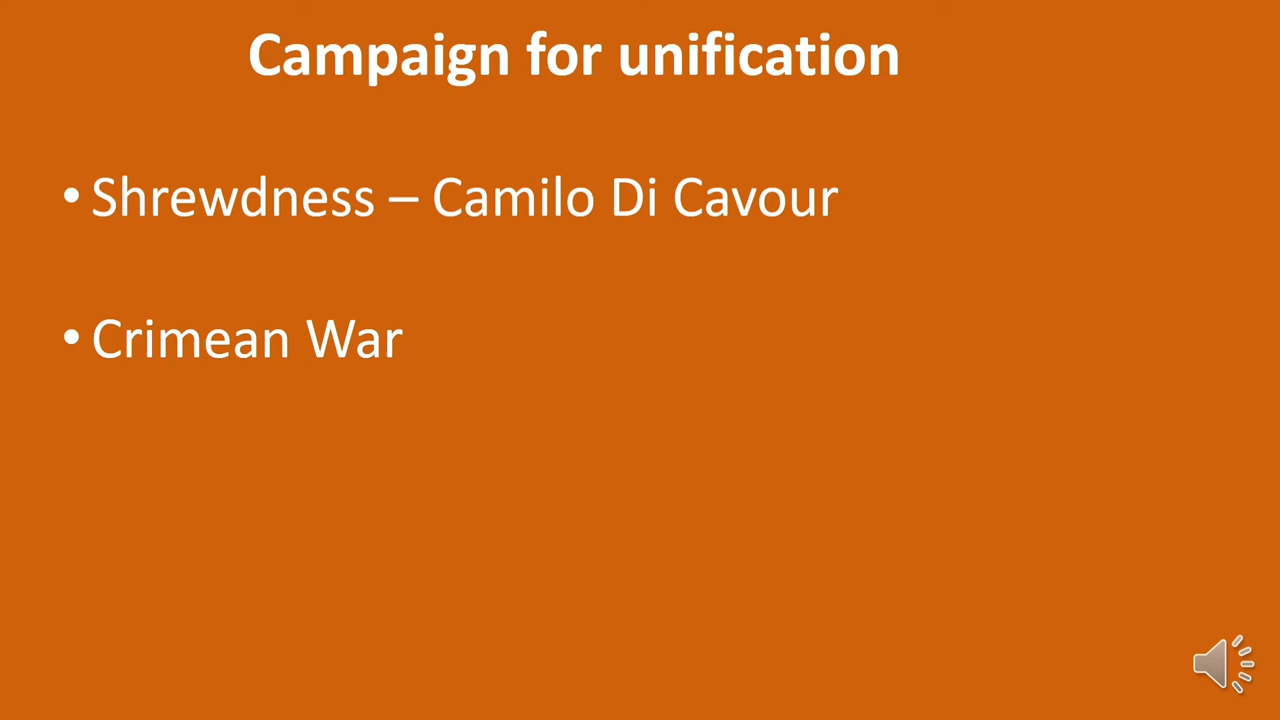 Campaign for unification
• Shrewdness – Camilo Di Cavour
• Crimean War